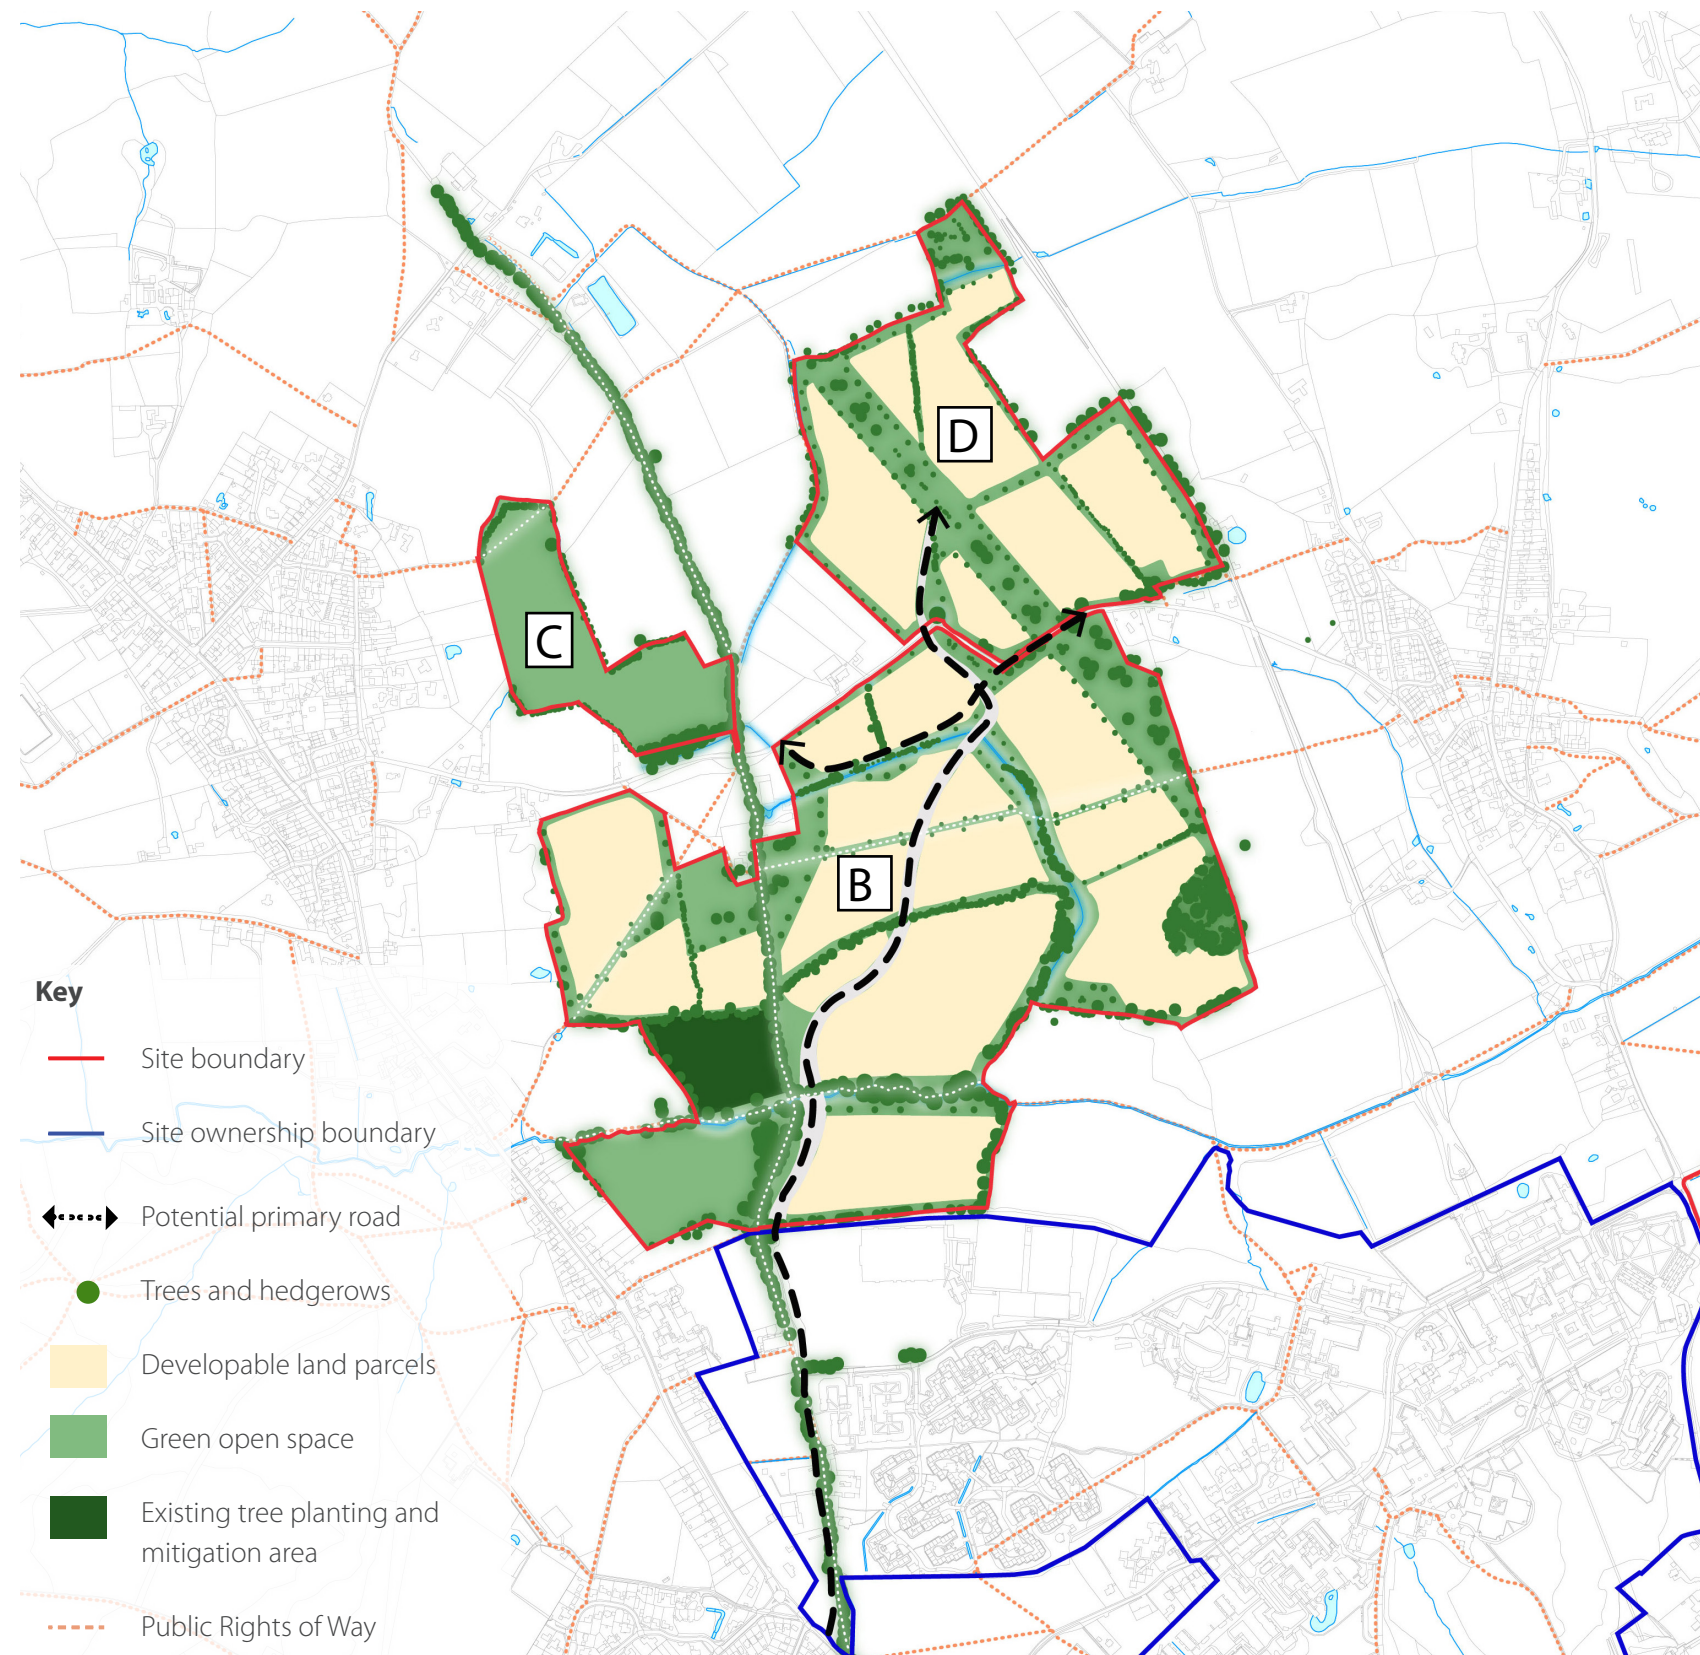 D
C
B
Key
Site boundary
Site ownership boundary
Potential primary road
Trees and hedgerows
Developable land parcels
Green open space
Existing tree planting and
mitigation area
Public Rights of Way